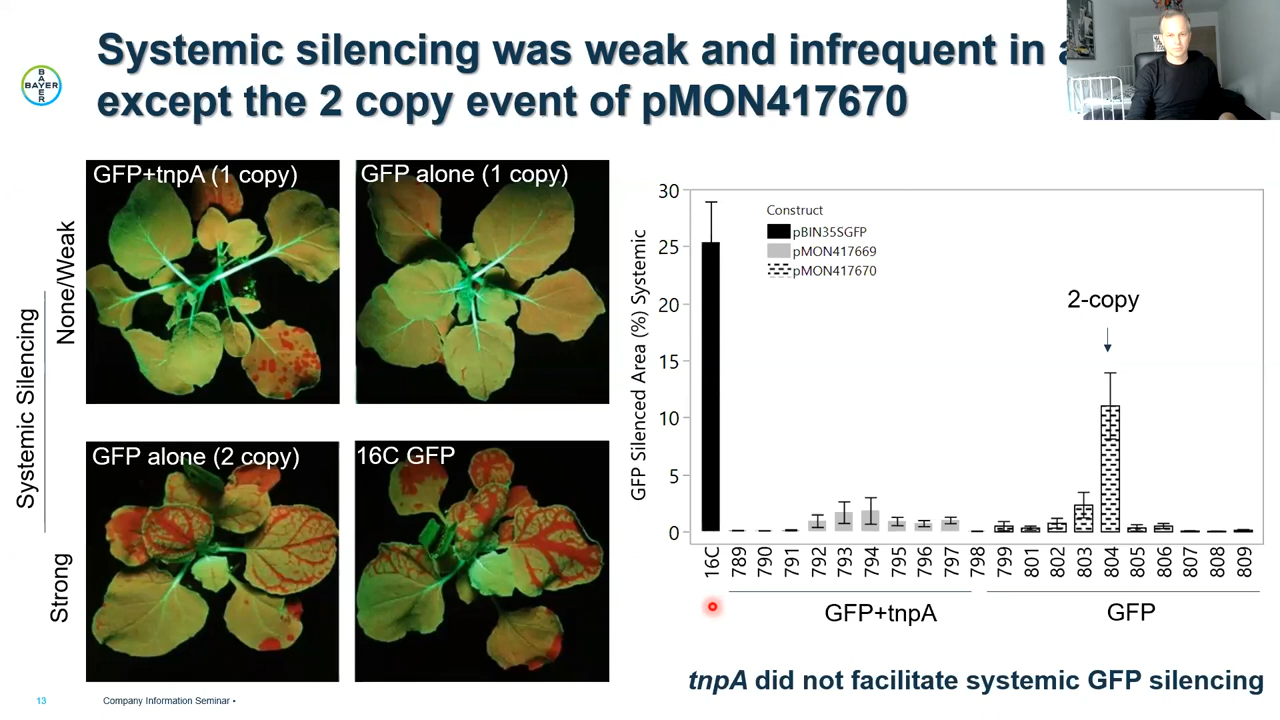 Systemic silencing was weak and infrequent in
except the 2 copy event of pMON417670
BAYER
BAYER
GFP+tnpA (1 copy)
GFP alone (1 copy)
GFP alone (2 copy)
16C GFP
Systemic Silencing
None/Weak
Strong
GFP Silenced Area (%) Systemic
30
25
20
15
10
5
0
Construct
pBIN35SGFP
pMON417669
pMON417670
2-copy
16C
789
790
791
792
793
794
795
796
797
798
799
801
802
803
804
805
806
807
808
809
GFP+tnpA
GFP
tnpA did not facilitate systemic GFP silencing
13
Company Information Seminar •